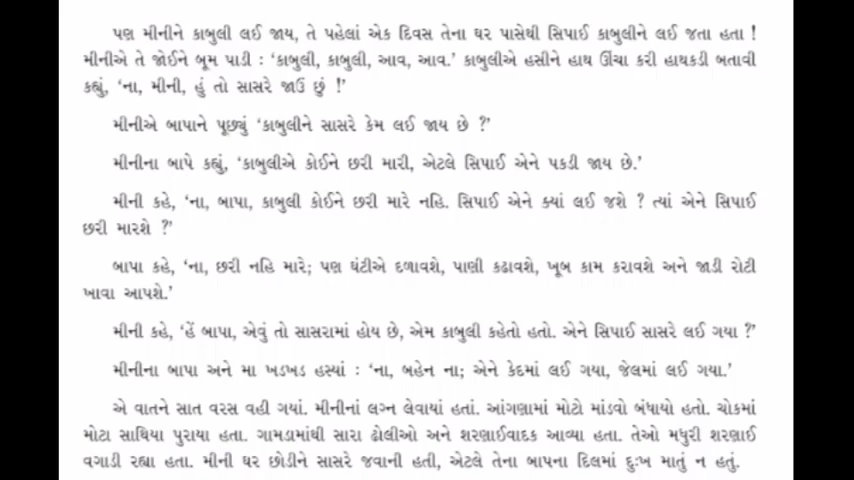 પણ મીનીને કાબુલી લઈ જાય, તે પહેલાં એક દિવસ તેના ઘર પાસેથી સિપાઈ કાબુલીને લઈ જતા હતા !
મીનીએ તે જોઈને બૂમ પાડી : ‘કાબુલી, કાબુલી, આવ, આવ.’ કાબુલીએ હસીને હાથ ઊંચા કરી હાથકડી બતાવી
કહ્યું, ‘ના, મીની, હું તો સાસરે જાઉં છું !’
મીનીએ બાપાને પૂછ્યું ‘કાબુલીને સાસરે કેમ લઈ જાય છે ?’
મીનીના બાપે કહ્યું, ‘કાબુલીએ કોઈને છરી મારી, એટલે સિપાઈ એને પકડી જાય છે.’
મીની કહે, ‘ના, બાપા, કાબુલી કોઈને છરી મારે નહિ. સિપાઈ એને ક્યાં લઈ જશે ? ત્યાં એને સિપાઈ
છરી મારશે ?’
બાપા કહે, ‘ના, છરી નહિ મારે; પણ ઘંટીએ દળાવશે, પાણી કઢાવશે, ખૂબ કામ કરાવશે અને જાડી રોટી
ખાવા આપશે.’
મીની કહે, ‘હેં બાપા, એવું તો સાસરામાં હોય છે, એમ કાબુલી કહેતો હતો. એને સિપાઈ સાસરે લઈ ગયા ?’
મીનીના બાપા અને મા ખડખડ હસ્યાં : ‘ના, બહેન ના; એને કેદમાં લઈ ગયા, જેલમાં લઈ ગયા.’
એ વાતને સાત વરસ વહી ગયાં. મીનીનાં લગ્ન લેવાયાં હતાં. આંગણામાં મોટો માંડવો બંધાયો હતો. ચોકમાં
મોટા સાથિયા પુરાયા હતા. ગામડામાંથી સારા ઢોલીઓ અને શરણાઈવાદક આવ્યા હતા. તેઓ મધુરી શરણાઈ
વગાડી રહ્યા હતા. મીની ઘર છોડીને સાસરે જવાની હતી, એટલે તેના બાપના દિલમાં દુઃખ માતું ન હતું.